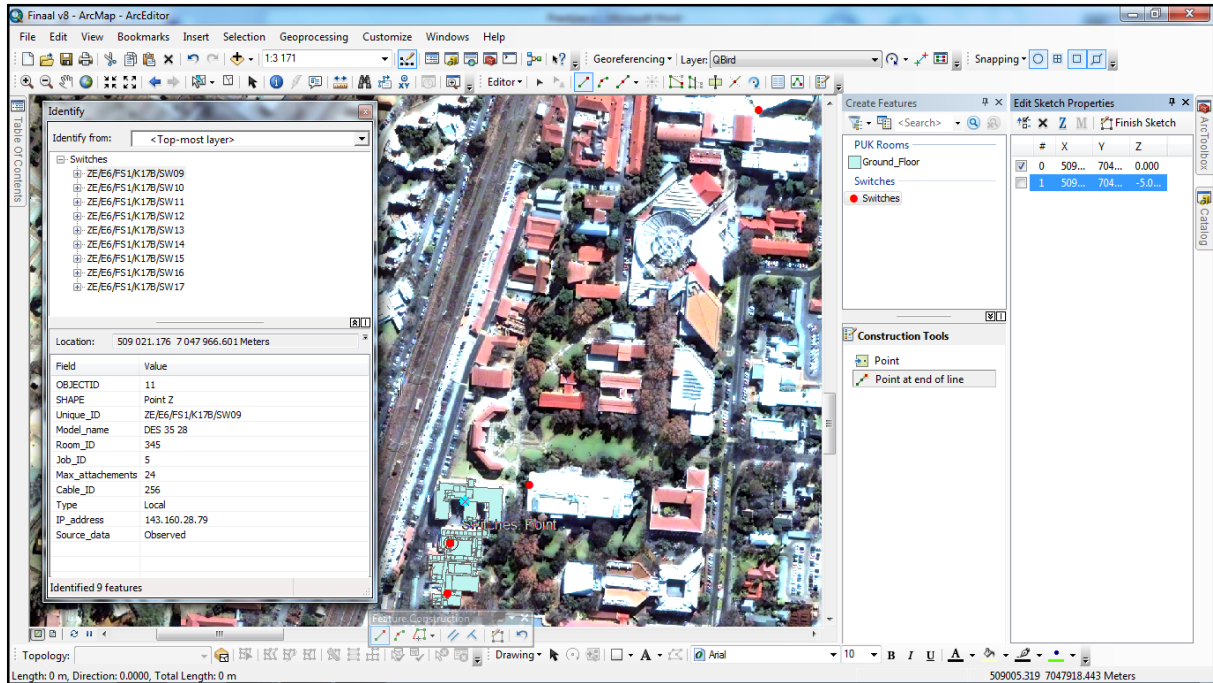 Finaal v8 - ArcMap - ArcEditor
File Edit View Bookmarks Insert Selection Geoprocessing Customize Windows Help
1:3 171 Georeferencing Layer: QBird Snapping
Editor
Table Of Contents
Identify
Identify from: <Top-most layer>
Switches
ZE/E6/FS1/K17B/SW09
ZE/E6/FS1/K17B/SW10
ZE/E6/FS1/K17B/SW11
ZE/E6/FS1/K17B/SW12
ZE/E6/FS1/K17B/SW13
ZE/E6/FS1/K17B/SW14
ZE/E6/FS1/K17B/SW15
ZE/E6/FS1/K17B/SW16
ZE/E6/FS1/K17B/SW17
Location: 509 021.176 7 047 966.601 Meters
Field Value
OBJECTID 11
SHAPE Point Z
Unique_ID ZE/E6/FS1/K17B/SW09
Model_name DES 35 28
Room_ID 345
Job_ID 5
Max_attachements 24
Cable_ID 256
Type Local
IP_address 143.160.28.79
Source_data Observed
Identified 9 features
Switches: Point
Feature Construction
Create Features
<Search>
PUK Rooms
Ground_Floor
Switches
Switches
Construction Tools
Point
Point at end of line
Edit Sketch Properties
Z M Finish Sketch
# X Y Z
0 509... 704... 0.000
1 509... 704... -5.0...
ArcToolbox
Catalog
Topology: Drawing A Arial 10 B I U A
Length: 0 m, Direction: 0.0000, Total Length: 0 m 509005.319 7047918.443 Meters